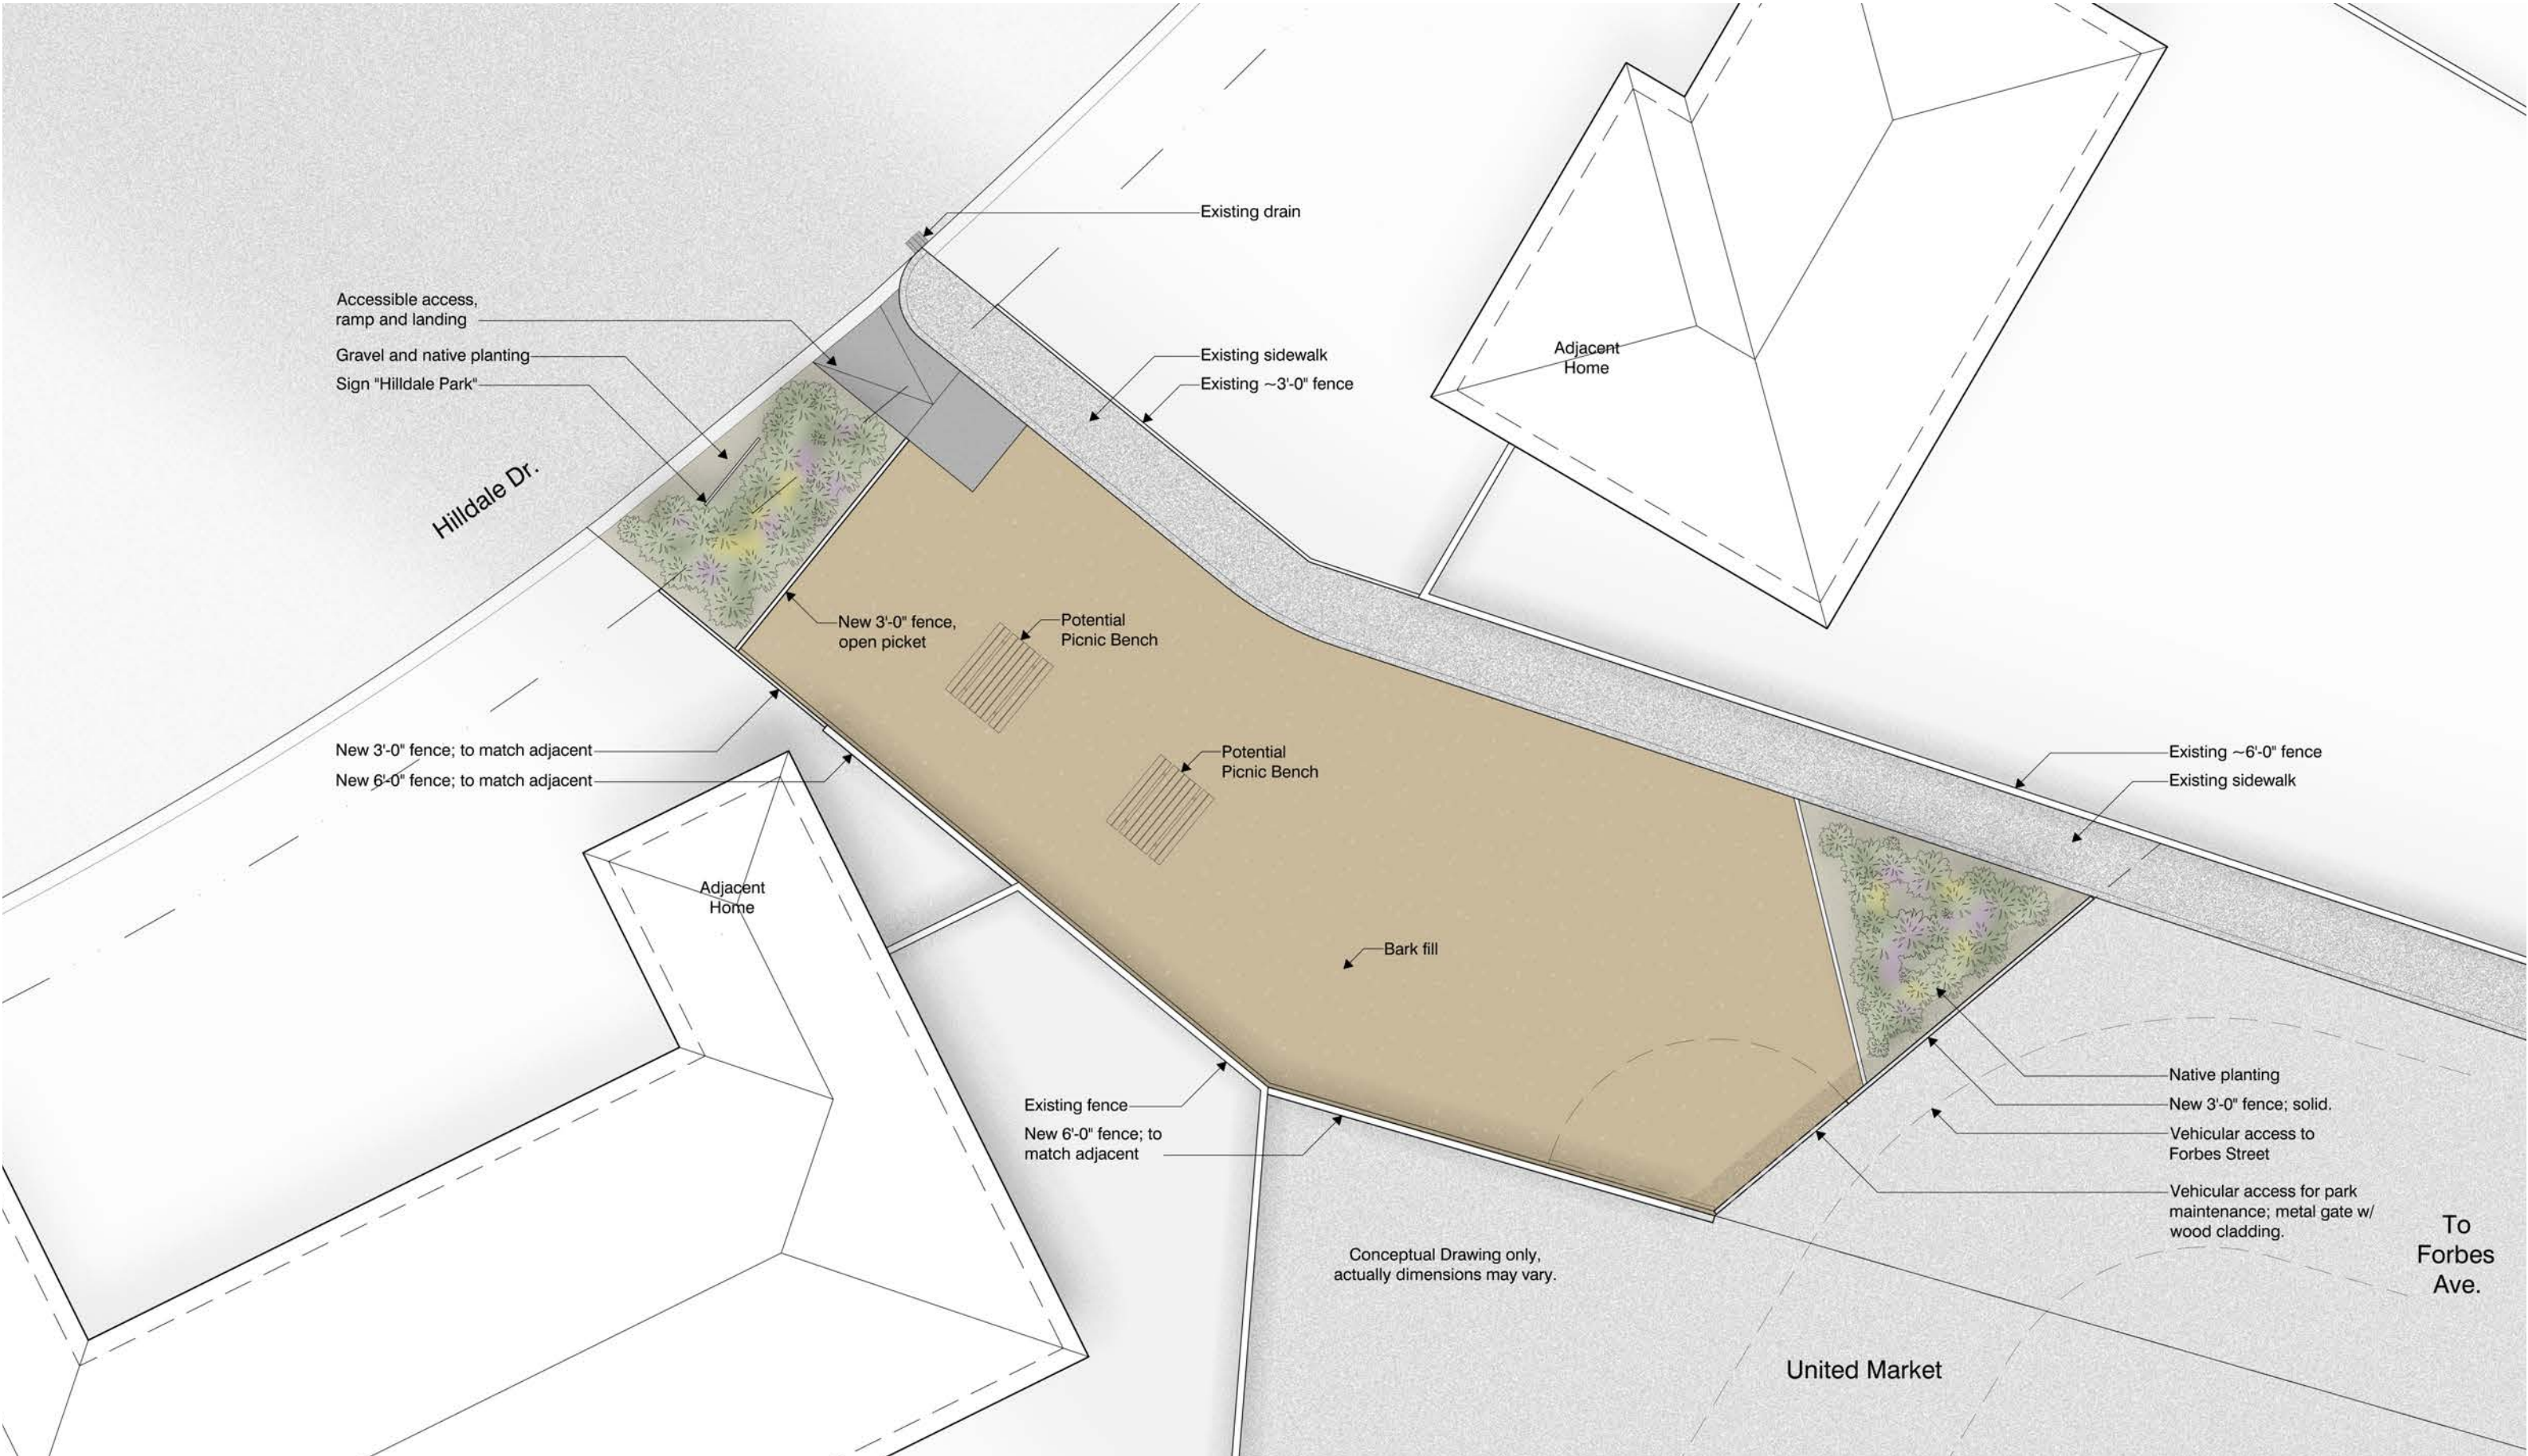 Existing drain
Accessible access,
ramp and landing
Gravel and native planting
Sign "Hilldale Park"
Existing sidewalk
Existing ~3'-0" fence
Adjacent
Home
Hilldale Dr.
New 3'-0" fence,
open picket
Potential
Picnic Bench
New 3'-0" fence; to match adjacent
New 6'-0" fence; to match adjacent
Potential
Picnic Bench
Existing ~6'-0" fence
Existing sidewalk
Adjacent
Home
Bark fill
Existing fence
New 6'-0" fence; to
match adjacent
Native planting
New 3'-0" fence; solid.
Vehicular access to
Forbes Street
Vehicular access for park
maintenance; metal gate w/
wood cladding.
To
Forbes
Ave.
Conceptual Drawing only,
actually dimensions may vary.
United Market